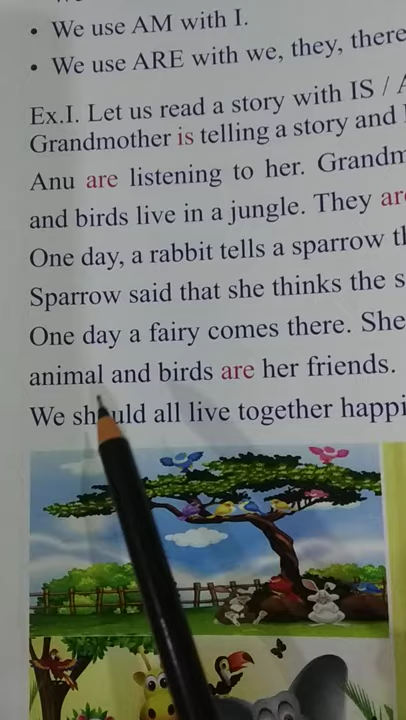 • We use AM with I.
• We use ARE with we, they, there
Ex.I. Let us read a story with IS /
Grandmother is telling a story and
Anu are listening to her. Grandm
and birds live in a jungle. They are
One day, a rabbit tells a sparrow th
Sparrow said that she thinks the s
One day a fairy comes there. She
animal and birds are her friends.
We should all live together happi